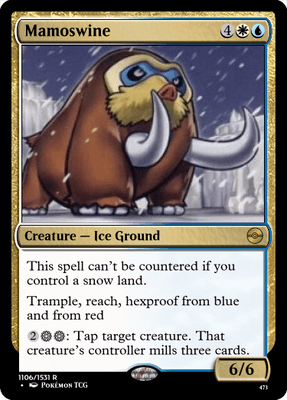 Mamoswine 4
Creature — Ice Ground
This spell can't be countered if you
control a snow land.
Trample, reach, hexproof from blue
and from red
2: Tap target creature. That
creature's controller mills three cards.
6/6
1106/1531 R
• POKÉMON TCG
473